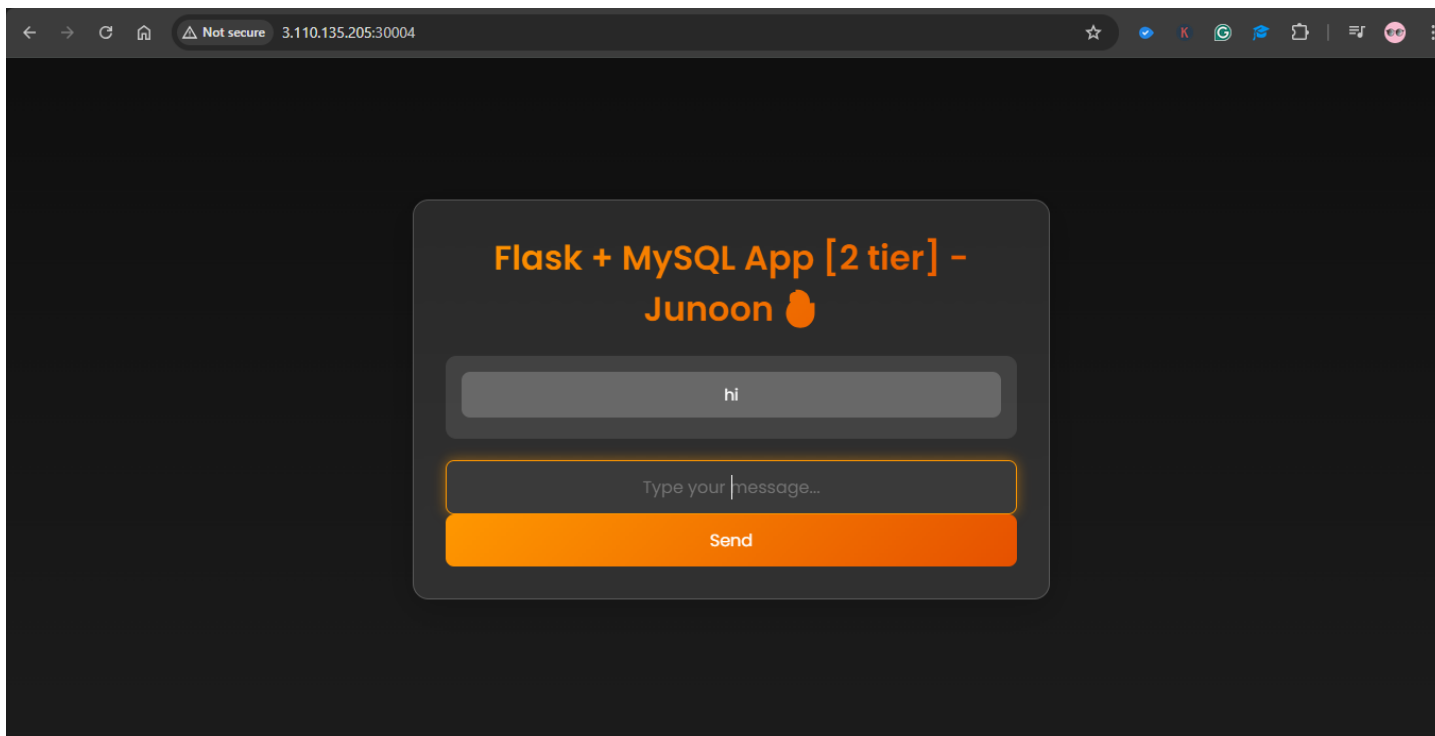 Not secure 3.110.135.205:30004
K G
Flask + MySQL App [2 tier] -
Junoon
hi
Type your message...
Send